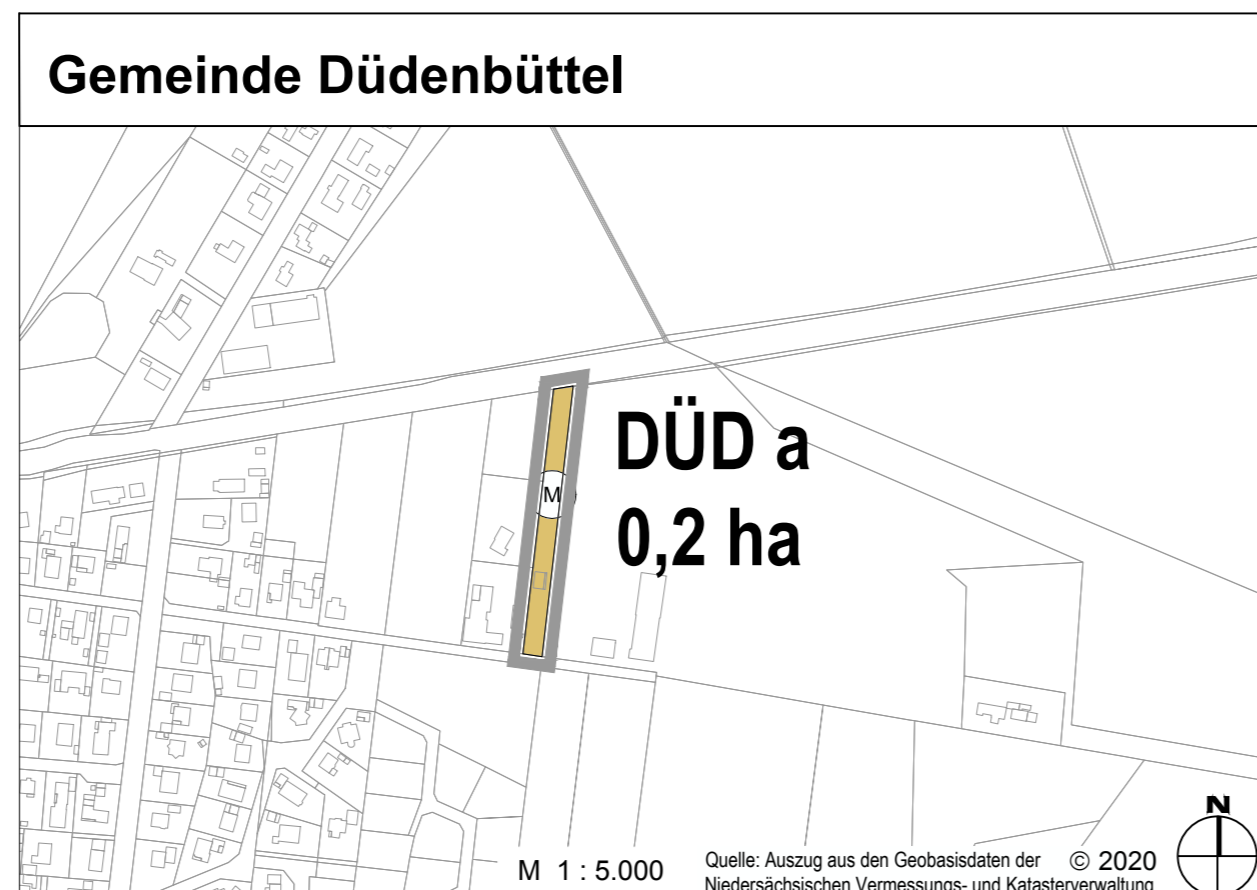 Gemeinde Düdenbüttel
DÜD a
0,2 ha
M
N
M 1 : 5.000
Quelle: Auszug aus den Geobasisdaten der © 2020
Niedersächsischen Vermessungs- und Katasterverwaltung